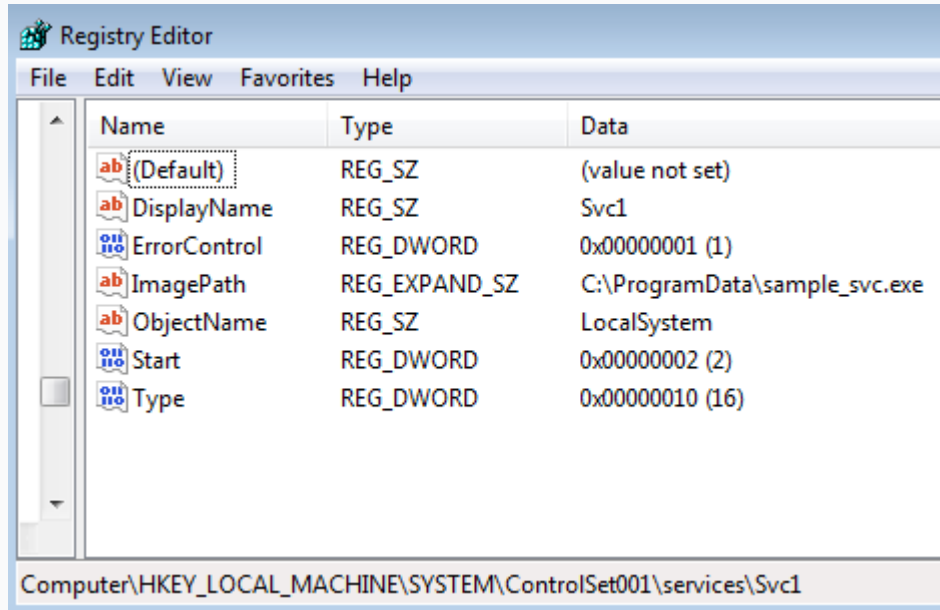 Registry Editor
File Edit View Favorites Help
Name Type Data
(Default) REG_SZ (value not set)
DisplayName REG_SZ Svc1
ErrorControl REG_DWORD 0x00000001 (1)
ImagePath REG_EXPAND_SZ C:\ProgramData\sample_svc.exe
ObjectName REG_SZ LocalSystem
Start REG_DWORD 0x00000002 (2)
Type REG_DWORD 0x00000010 (16)
Computer\HKEY_LOCAL_MACHINE\SYSTEM\ControlSet001\services\Svc1